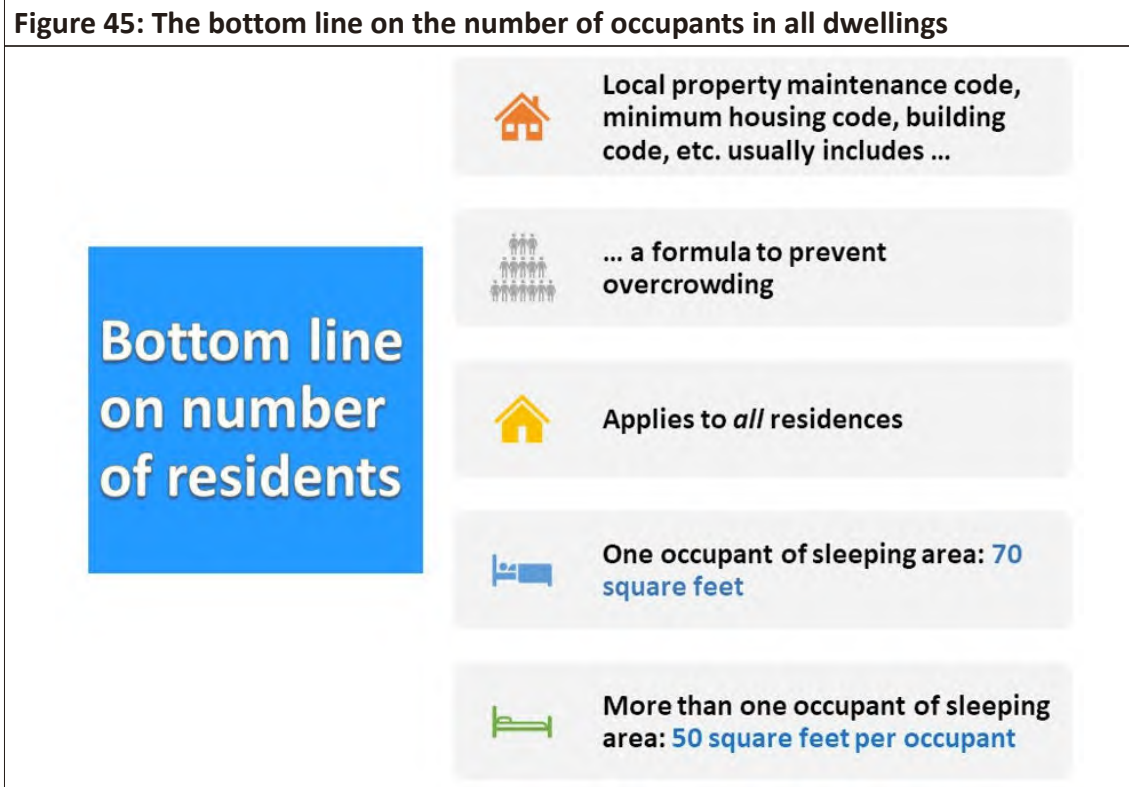 Figure 45: The bottom line on the number of occupants in all dwellings
Bottom line
on number
of residents
Local property maintenance code,
minimum housing code, building
code, etc. usually includes …
… a formula to prevent
overcrowding
Applies to all residences
One occupant of sleeping area: 70
square feet
More than one occupant of sleeping
area: 50 square feet per occupant